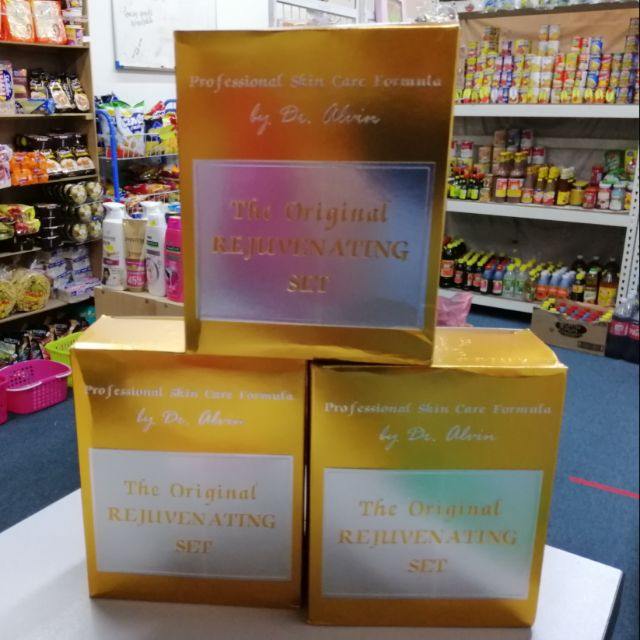 Professional Skin Care Formula
by Dr. Alvin
The Original
REJUVENATING
SET
Professional Skin Care Formula
by Dr. Alvin
The Original
REJUVENATING
SET
Professional Skin Care Formula
by Dr. Alvin
The Original
REJUVENATING
SET